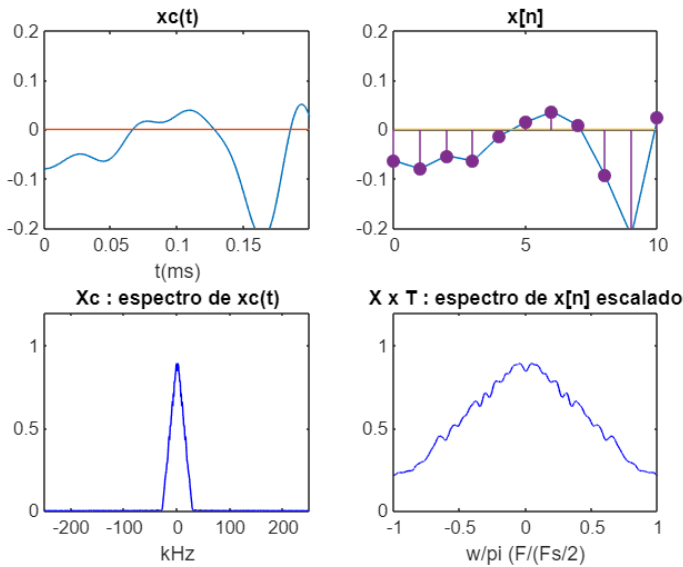 xc(t)
0.2
0.1
0
-0.1
-0.2
0 0.05 0.1 0.15
t(ms)
x[n]
0.2
0.1
0
-0.1
-0.2
0 5 10
Xc : espectro de xc(t)
1
0.5
0
-200 -100 0 100 200
kHz
X x T : espectro de x[n] escalado
1
0.5
0
-1 -0.5 0 0.5 1
w/pi (F/(Fs/2)